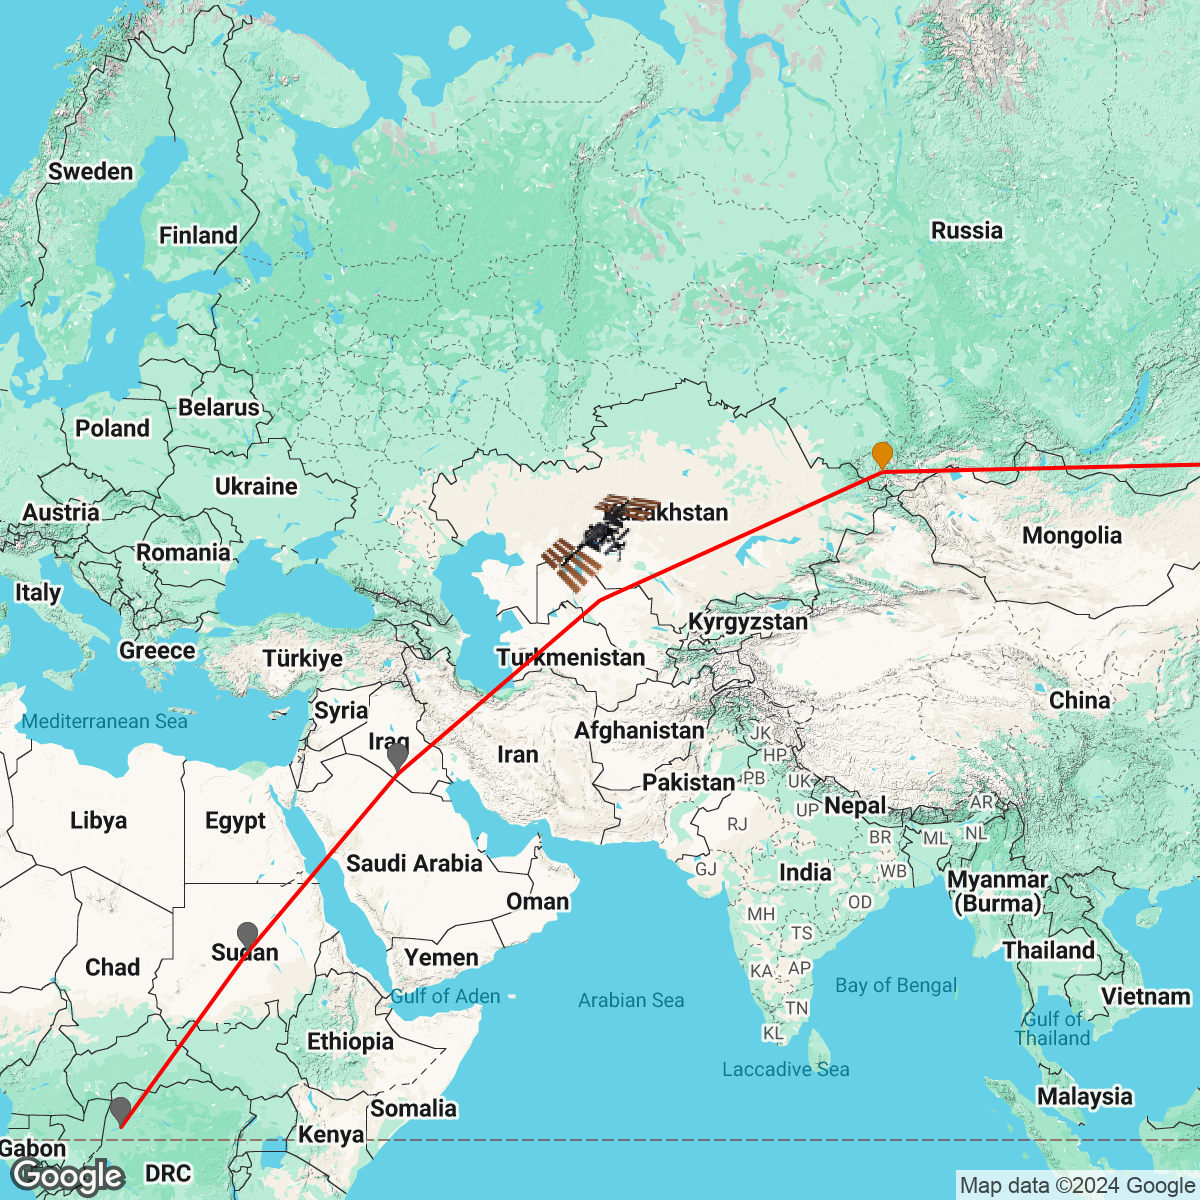 Sweden
Finland
Russia
Belarus
Poland
Ukraine
Austria
Kazakhstan
Mongolia
Romania
Italy
Kyrgyzstan
Greece
Türkiye
Turkmenistan
China
Syria
Mediterranean Sea
Iraq
Afghanistan
JK
Iran
HP
Pakistan
PB
UK
Nepal
AR
UP
Libya
Egypt
RJ
BR
ML
NL
Saudi Arabia
GJ
India
WB
Myanmar
(Burma)
Oman
OD
MH
TS
Sudan
Thailand
Chad
Yemen
KA
AP
Bay of Bengal
Gulf of Aden
Arabian Sea
Vietnam
TN
Gulf of
Thailand
KL
Ethiopia
Laccadive Sea
Malaysia
Somalia
Kenya
Gabon
DRC
Google
Map data ©2024 Google